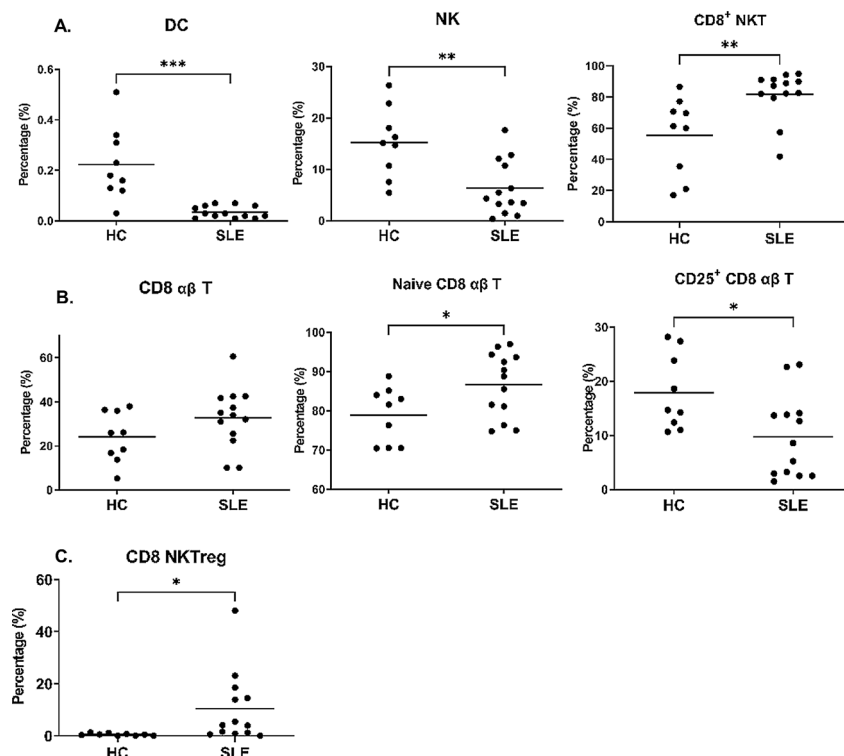 A.
DC
***
Percentage (%)
0.6
0.4
0.2
0.0
HC SLE
NK
**
Percentage (%)
30
20
10
0
HC SLE
CD8+ NKT
**
Percentage (%)
100
80
60
40
20
0
HC SLE
B.
CD8 αβ T
Percentage (%)
60
40
20
0
HC SLE
Naive CD8 αβ T
*
Percentage (%)
100
90
80
70
60
HC SLE
CD25+ CD8 αβ T
*
Percentage (%)
30
20
10
0
HC SLE
C.
CD8 NKTreg
*
Percentage (%)
60
40
20
0
HC SLE